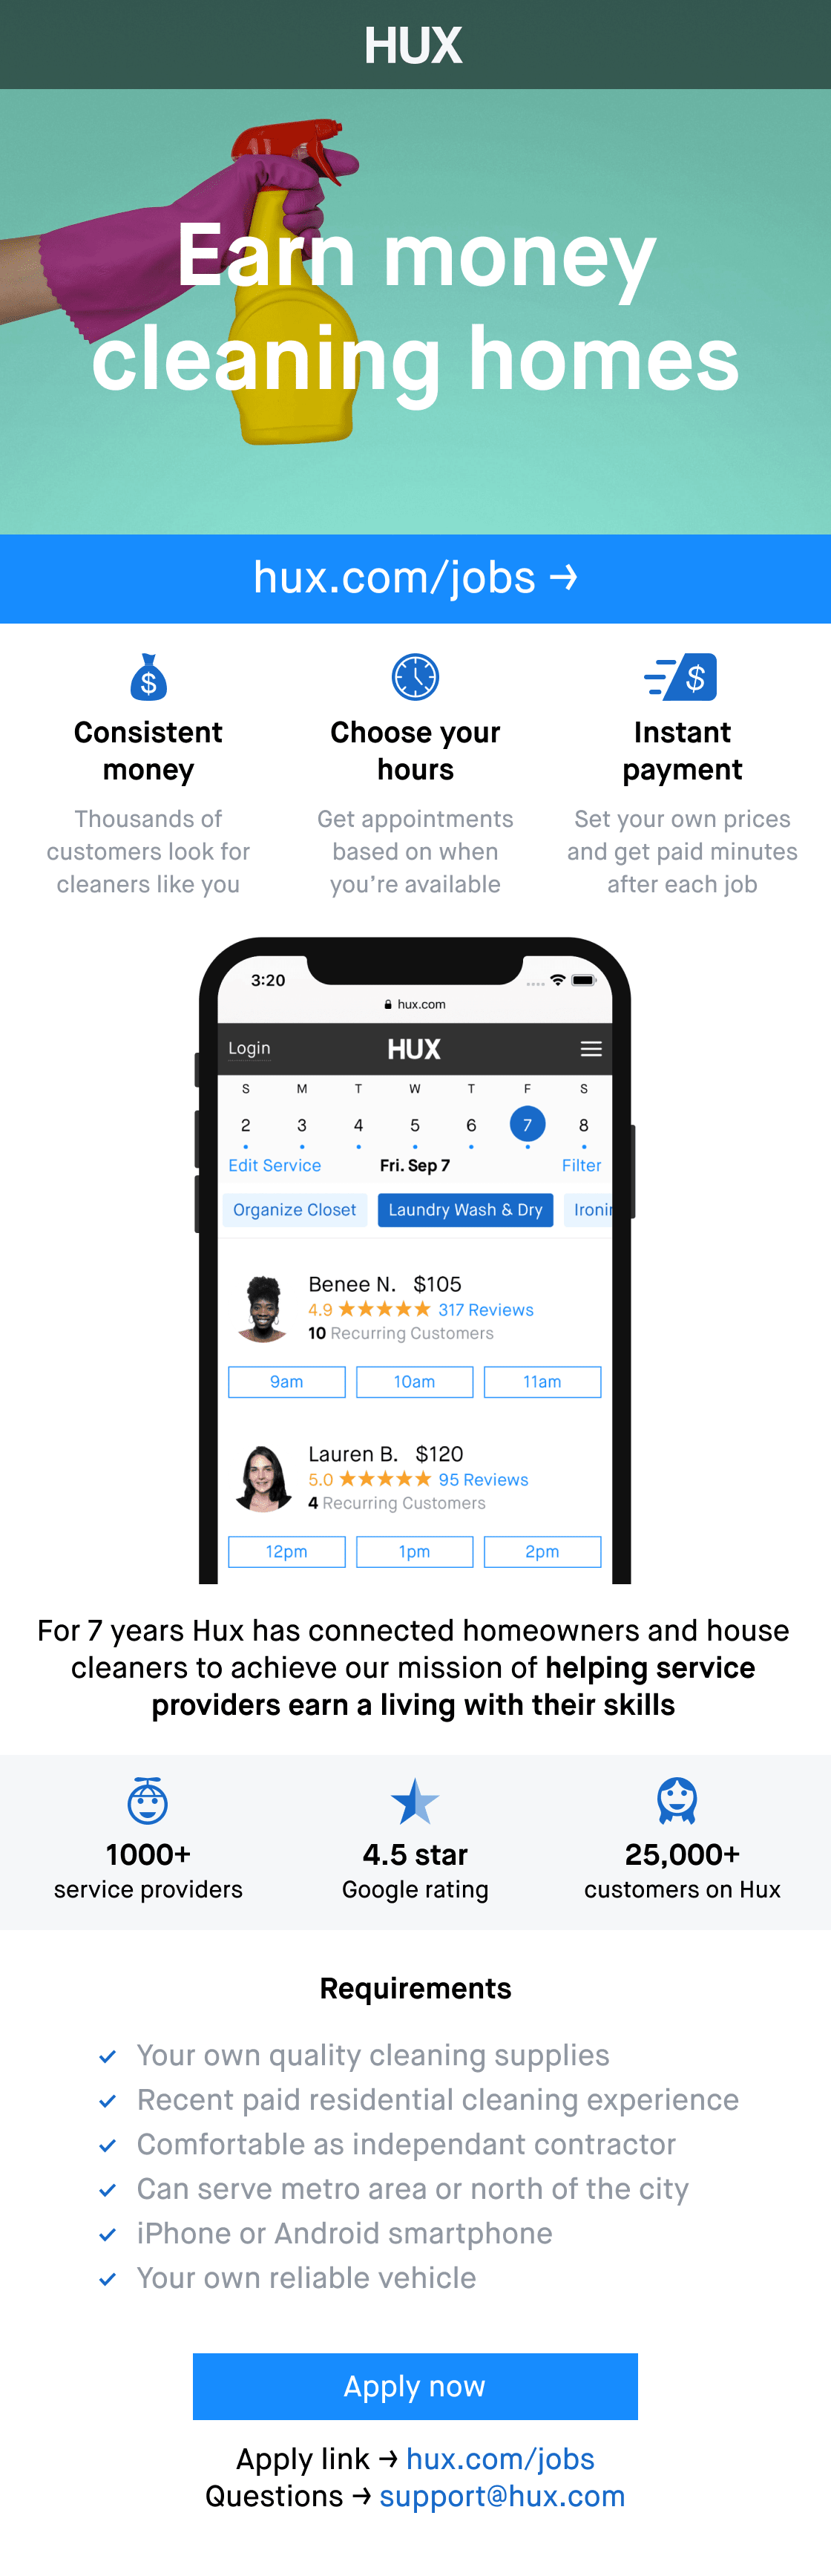 HUX
Earn money
cleaning homes
hux.com/jobs →
Consistent
money
Thousands of
customers look for
cleaners like you
Choose your
hours
Get appointments
based on when
you're available
Instant
payment
Set your own prices
and get paid minutes
after each job
3:20
hux.com
Login HUX
S M T W T F S
2 3 4 5 6 7 8
Edit Service Fri. Sep 7 Filter
Organize Closet Laundry Wash & Dry Ironi
Benee N. $105
4.9 ★★★★★ 317 Reviews
10 Recurring Customers
9am 10am 11am
Lauren B. $120
5.0 ★★★★★ 95 Reviews
4 Recurring Customers
12pm 1pm 2pm
For 7 years Hux has connected homeowners and house
cleaners to achieve our mission of helping service
providers earn a living with their skills
1000+
service providers
4.5 star
Google rating
25,000+
customers on Hux
Requirements
Your own quality cleaning supplies
Recent paid residential cleaning experience
Comfortable as independant contractor
Can serve metro area or north of the city
iPhone or Android smartphone
Your own reliable vehicle
Apply now
Apply link → hux.com/jobs
Questions → support@hux.com